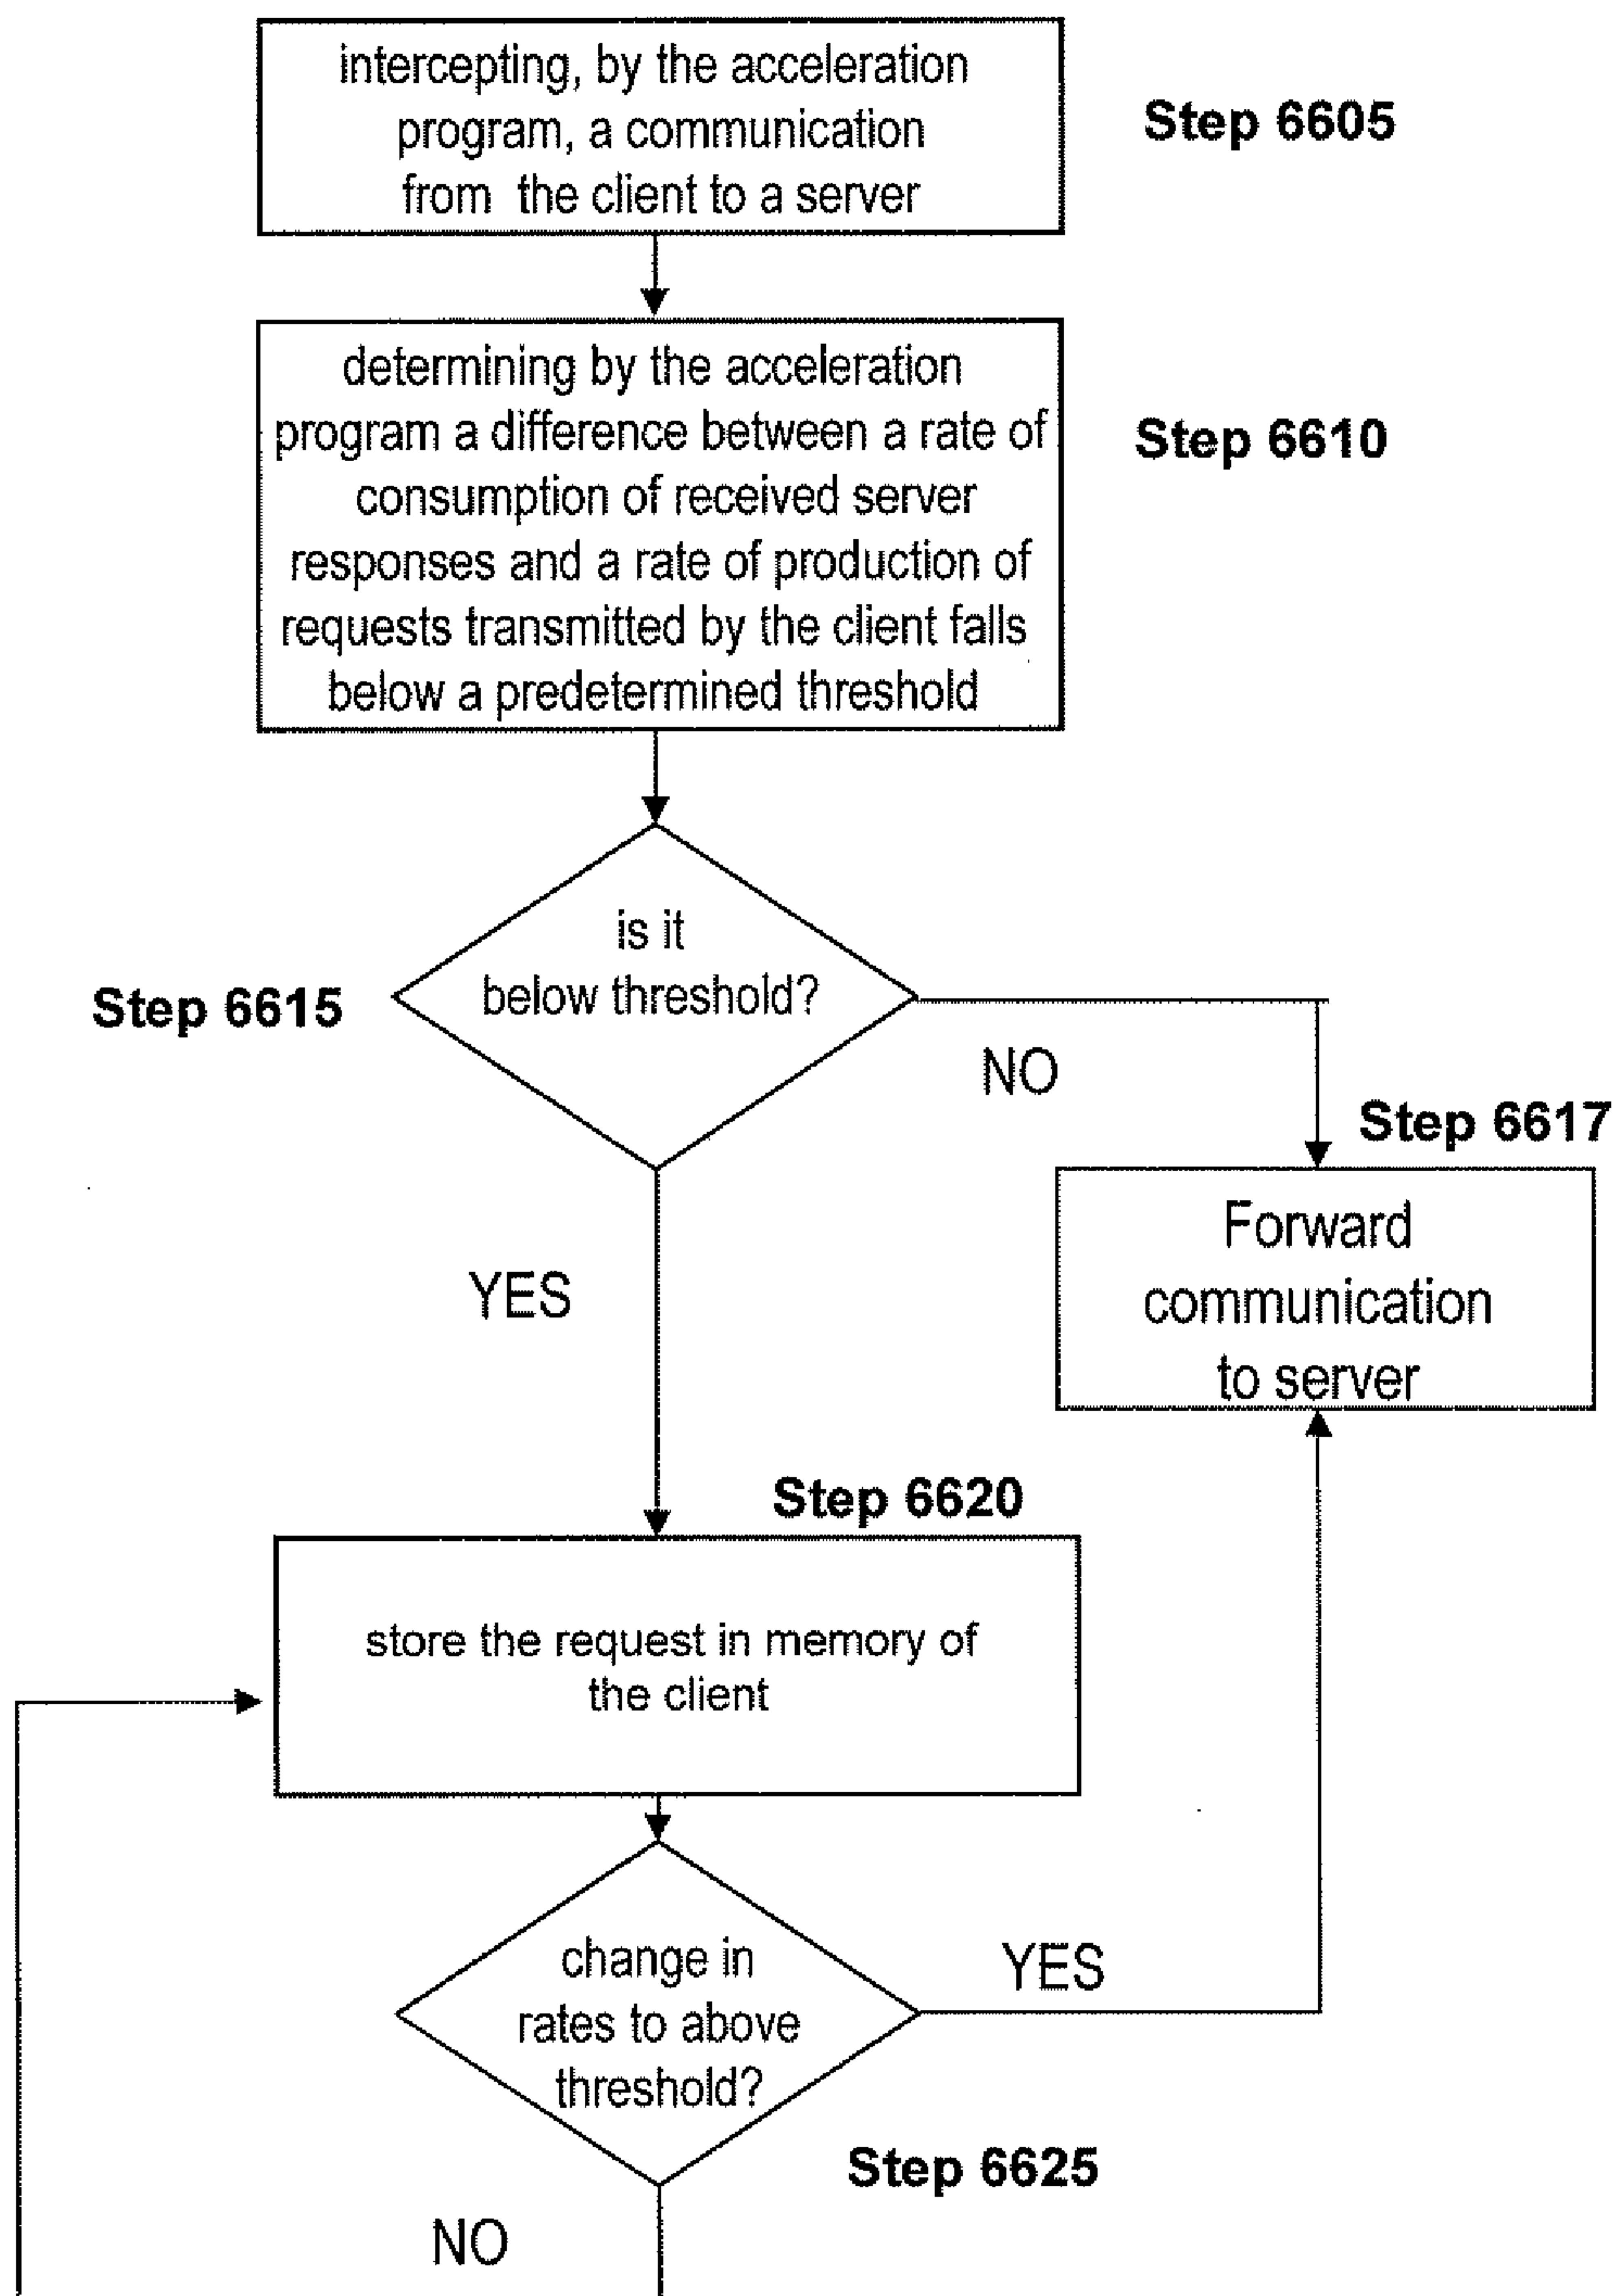 intercepting, by the acceleration
program, a communication
from the client to a server
Step 6605
determining by the acceleration
program a difference between a rate of
consumption of received server
responses and a rate of production of
requests transmitted by the client falls
below a predetermined threshold
Step 6610
is it
below threshold?
Step 6615
NO
Step 6617
Forward
communication
to server
YES
Step 6620
store the request in memory of
the client
change in
rates to above
threshold?
YES
Step 6625
NO